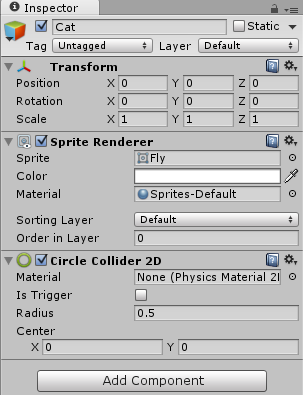 Inspector
Cat Static
Tag Untagged Layer Default
Transform
Position X 0 Y 0 Z 0
Rotation X 0 Y 0 Z 0
Scale X 1 Y 1 Z 1
Sprite Renderer
Sprite Fly
Color
Material Sprites-Default
Sorting Layer Default
Order in Layer 0
Circle Collider 2D
Material None (Physics Material 2
Is Trigger
Radius 0.5
Center
X 0 Y 0
Add Component